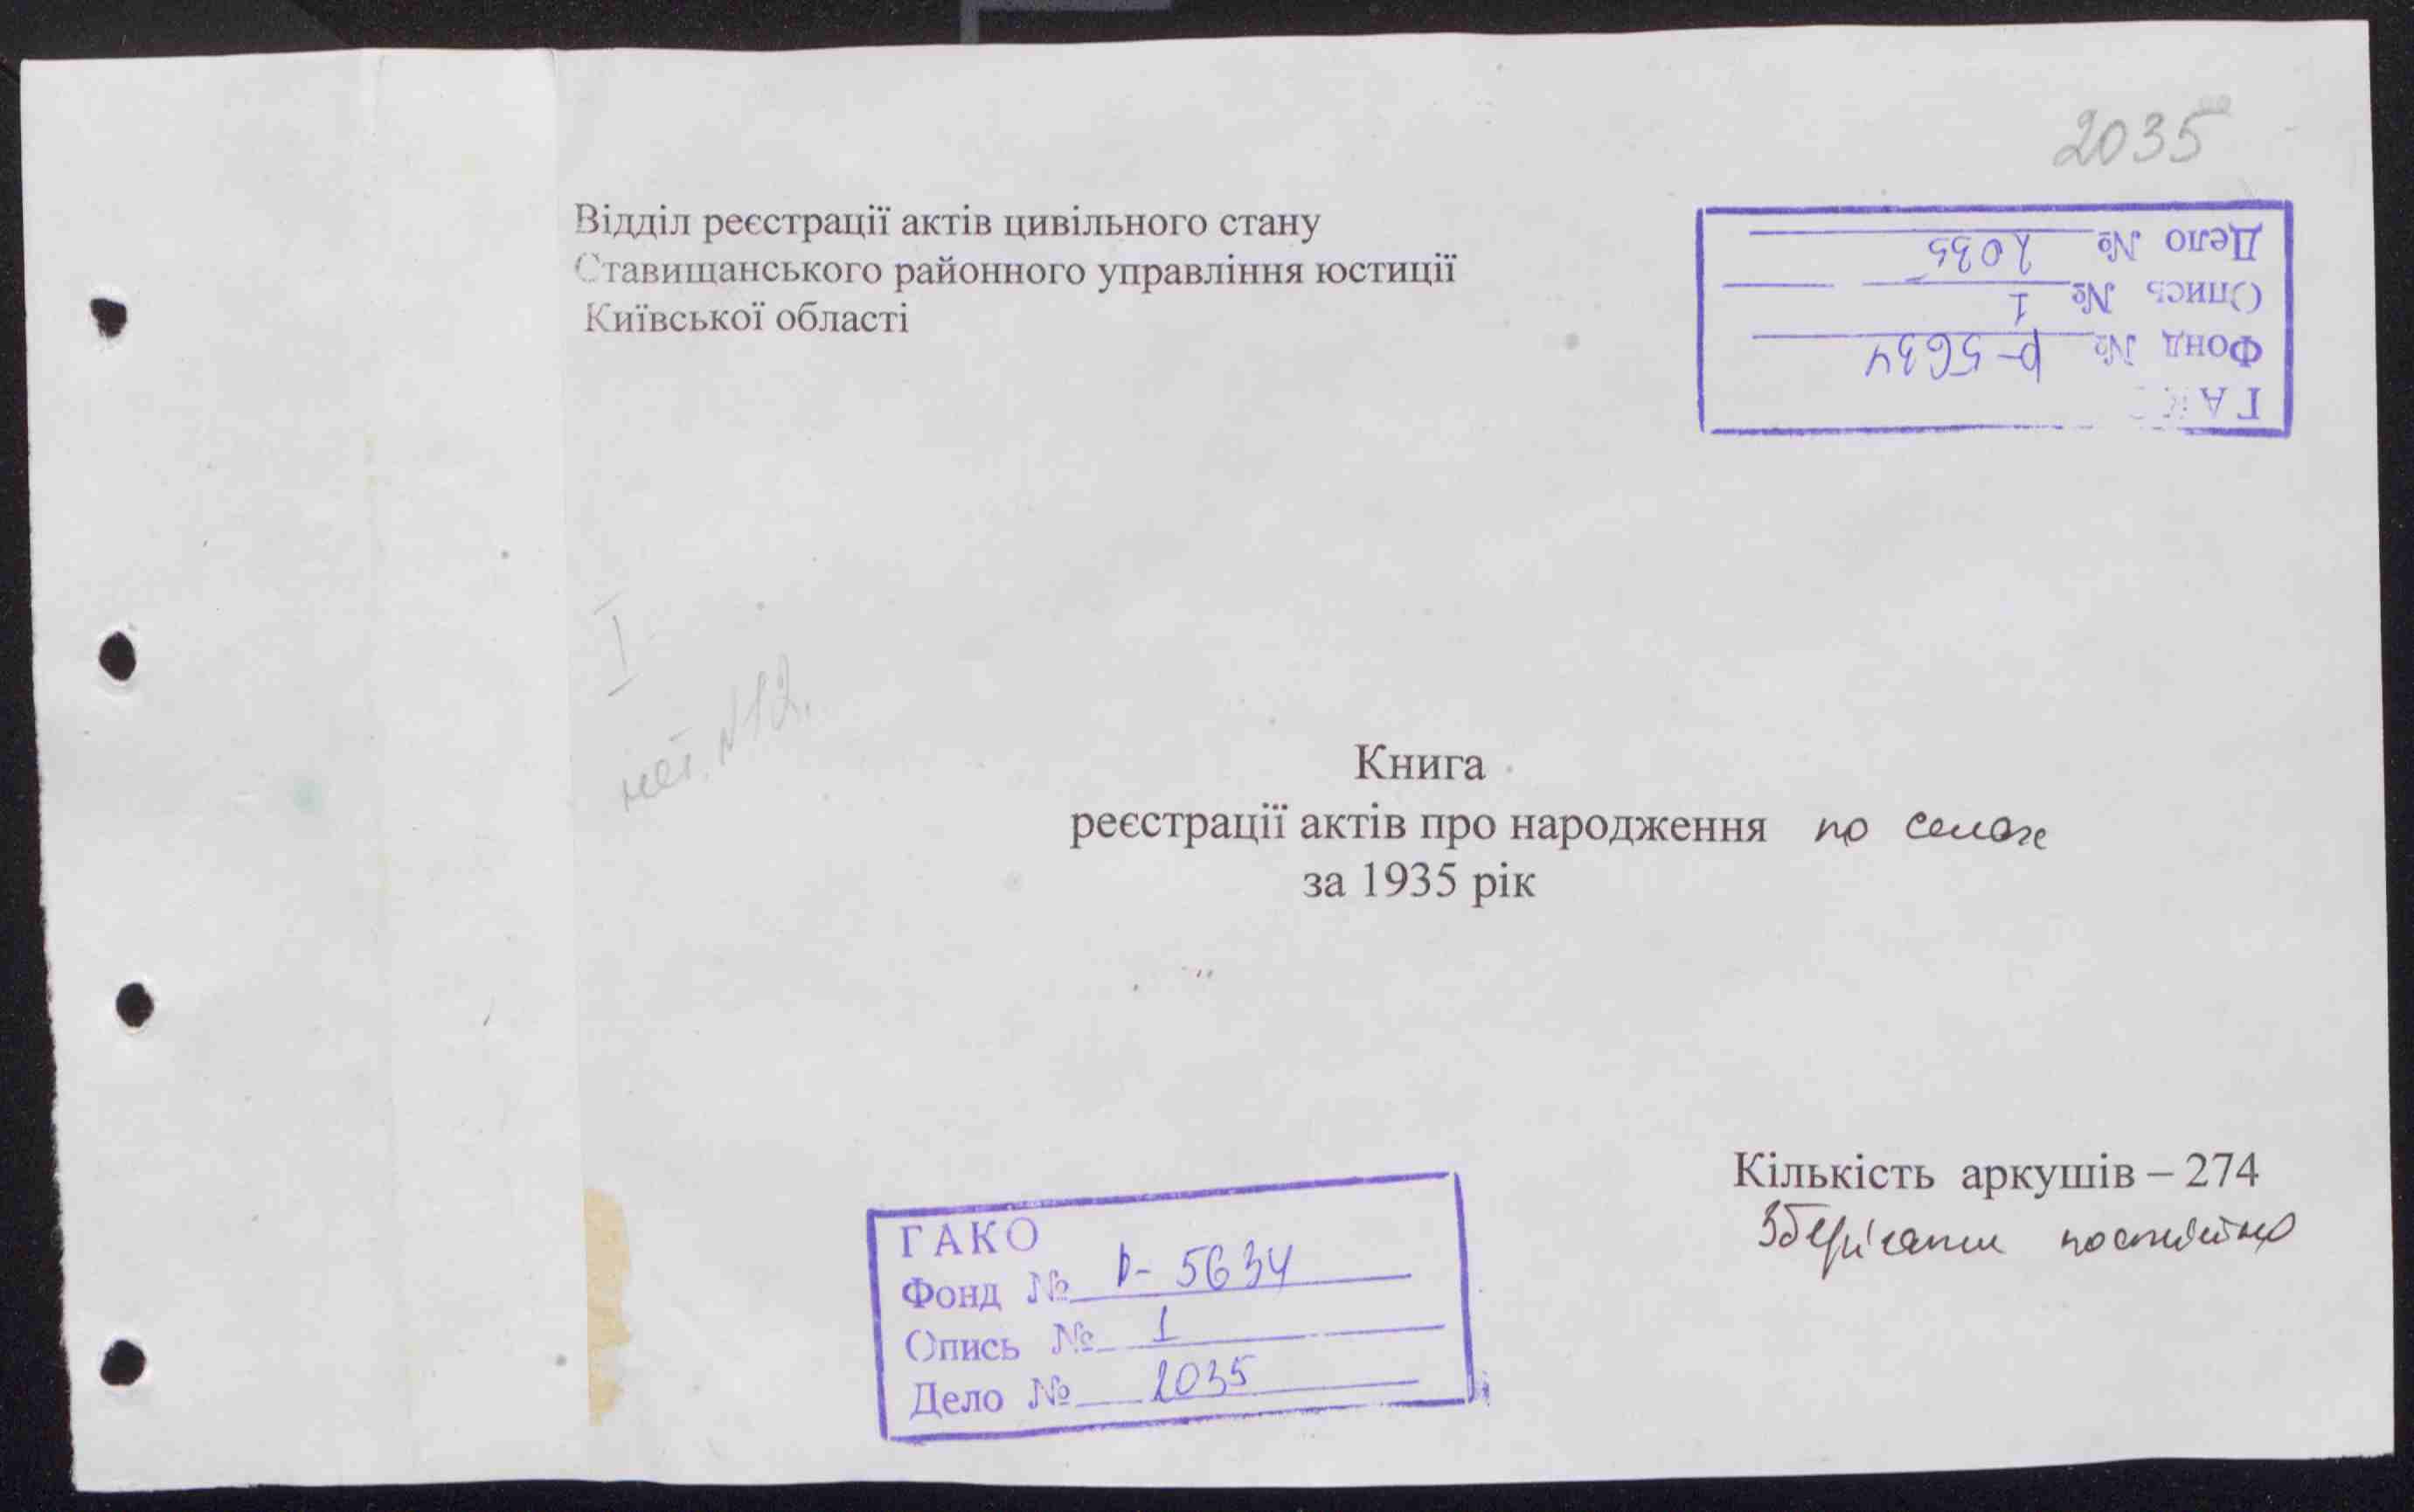 2035
Відділ реєстрації актів цивільного стану
Ставищанського районного управління юстиції
Київської області
ГАК
Фонд № р-5634
Опись № 1
Дело № 2035
I
нет. №12.
Книга
реєстрації актів про народження по селах
за 1935 рік
Кількість аркушів – 274
Зберігати постійно
ГАКО
Фонд № р-5634
Опись № 1
Дело № 2035